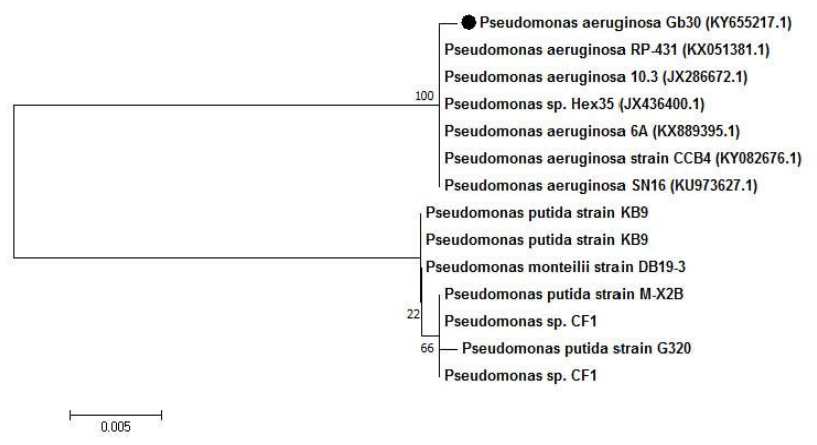 Pseudomonas aeruginosa Gb30 (KY655217.1)
Pseudomonas aeruginosa RP-431 (KX051381.1)
Pseudomonas aeruginosa 10.3 (JX286672.1)
100
Pseudomonas sp. Hex35 (JX436400.1)
Pseudomonas aeruginosa 6A (KX889395.1)
Pseudomonas aeruginosa strain CCB4 (KY082676.1)
Pseudomonas aeruginosa SN16 (KU973627.1)
Pseudomonas putida strain KB9
Pseudomonas putida strain KB9
Pseudomonas monteilii strain DB19-3
Pseudomonas putida strain M-X2B
22
Pseudomonas sp. CF1
66
Pseudomonas putida strain G320
Pseudomonas sp. CF1
0.005